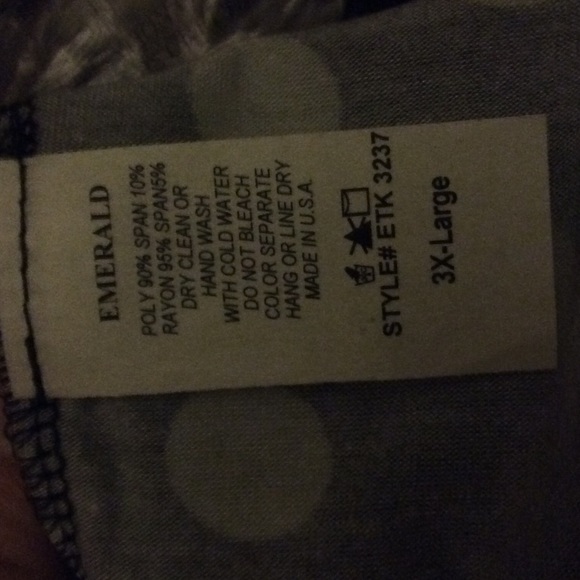 EMERALD
POLY 90% SPAN 10%
RAYON 95% SPAN5%
DRY CLEAN OR
HAND WASH
WITH COLD WATER
DO NOT BLEACH
COLOR SEPARATE
HANG OR LINE DRY
MADE IN U.S.A.
STYLE# ETK 3237
3X-Large